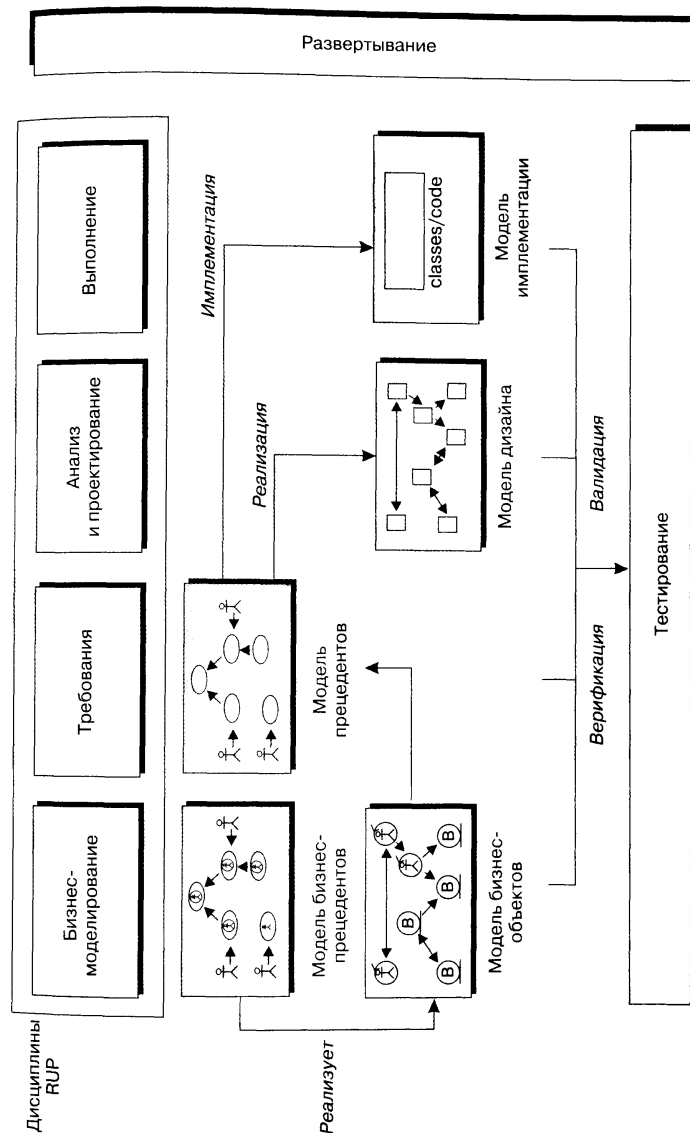 Развертывание
Дисциплины
RUP
Бизнес-
моделирование
Требования
Анализ
и проектирование
Выполнение
Реализует
Модель бизнес-
прецедентов
Модель
прецедентов
Реализация
Имплементация
B
B
B
B
Модель бизнес-
объектов
Модель дизайна
classes/code
Модель
имплементации
Верификация
Валидация
Тестирование